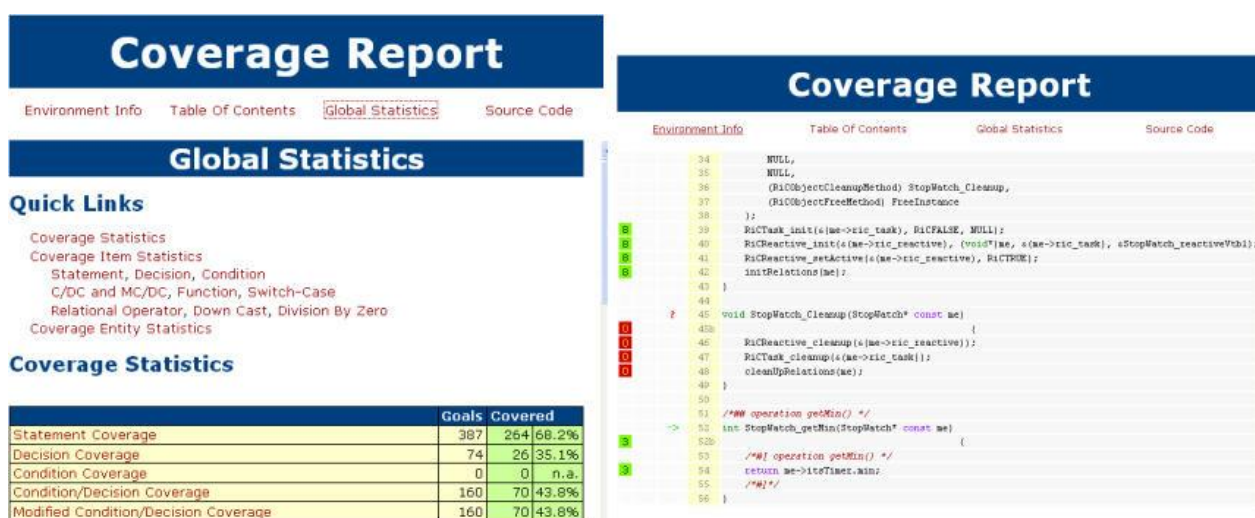 Coverage Report
Environment Info Table Of Contents Global Statistics Source Code
Global Statistics
Quick Links
Coverage Statistics
Coverage Item Statistics
Statement, Decision, Condition
C/DC and MC/DC, Function, Switch-Case
Relational Operator, Down Cast, Division By Zero
Coverage Entity Statistics
Coverage Statistics
Goals Covered
Statement Coverage 387 264 68.2%
Decision Coverage 74 26 35.1%
Condition Coverage 0 0 n.a.
Condition/Decision Coverage 160 70 43.8%
Modified Condition/Decision Coverage 160 70 43.8%
Coverage Report
Environment Info Table Of Contents Global Statistics Source Code
34 NULL,
35 NULL,
36 (RiCObjectCleanupMethod) StopWatch_Cleanup,
37 (RiCObjectFreeMethod) FreeInstance
38 );
8 39 RiCTask_init(&(me->ric_task), RiCFALSE, NULL);
8 40 RiCReactive_init(&(me->ric_reactive), (void*)me, &(me->ric_task), &StopWatch_reactiveVtbl);
8 41 RiCReactive_setActive(&(me->ric_reactive), RiCTRUE);
8 42 initRelations(me);
43 }
44
? 45 void StopWatch_Cleanup(StopWatch* const me)
0 45b {
0 46 RiCReactive_cleanup(&(me->ric_reactive));
0 47 RiCTask_cleanup(&(me->ric_task));
0 48 cleanUpRelations(me);
49 }
50
51 /*## operation getMin() */
-> 52 int StopWatch_getMin(StopWatch* const me)
3 52b {
53 /*#[ operation getMin() */
3 54 return me->itsTimer.min;
55 /*#]*/
56 }